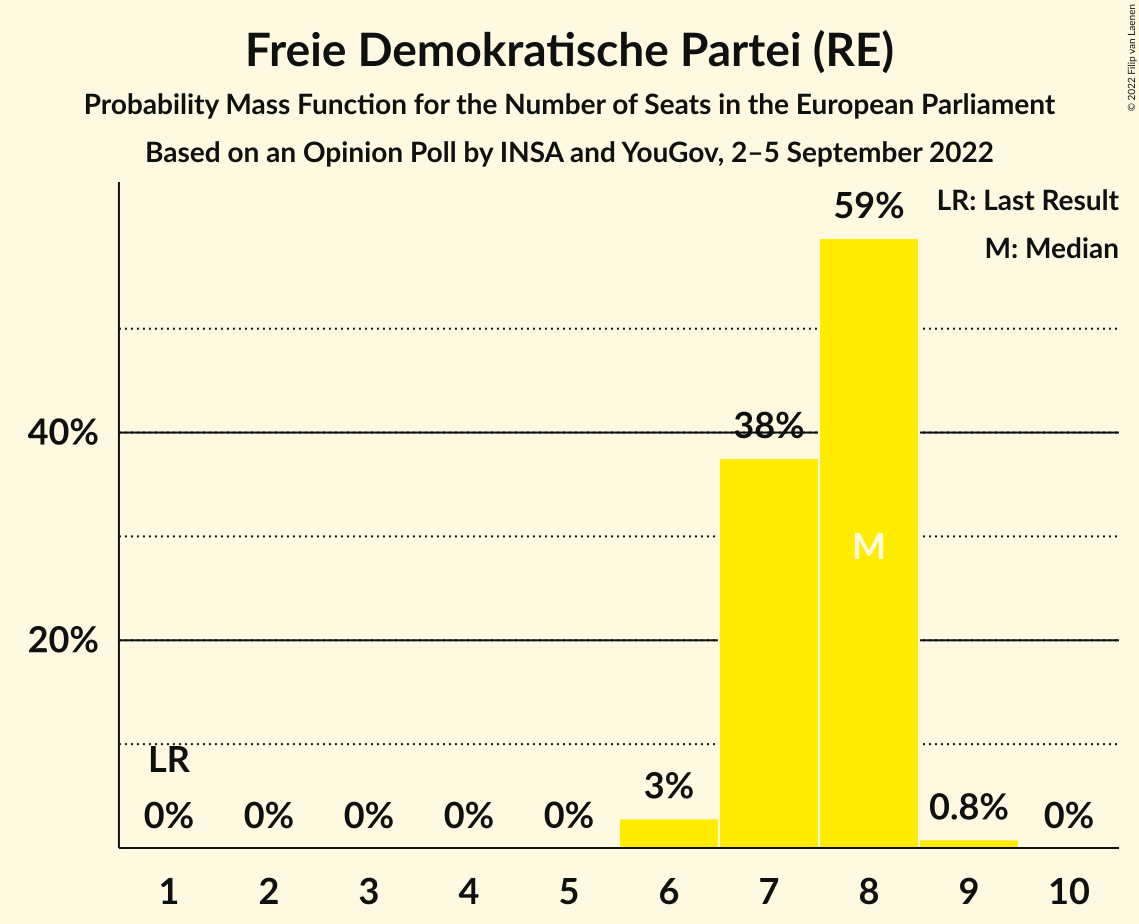 Freie Demokratische Partei (RE)
Probability Mass Function for the Number of Seats in the European Parliament
Based on an Opinion Poll by INSA and YouGov, 2–5 September 2022
© 2022 Filip van Laenen
LR: Last Result
M: Median
59%
38%
40%
M
20%
LR
0% 0% 0% 0% 0% 3% 0.8% 0%
1 2 3 4 5 6 7 8 9 10